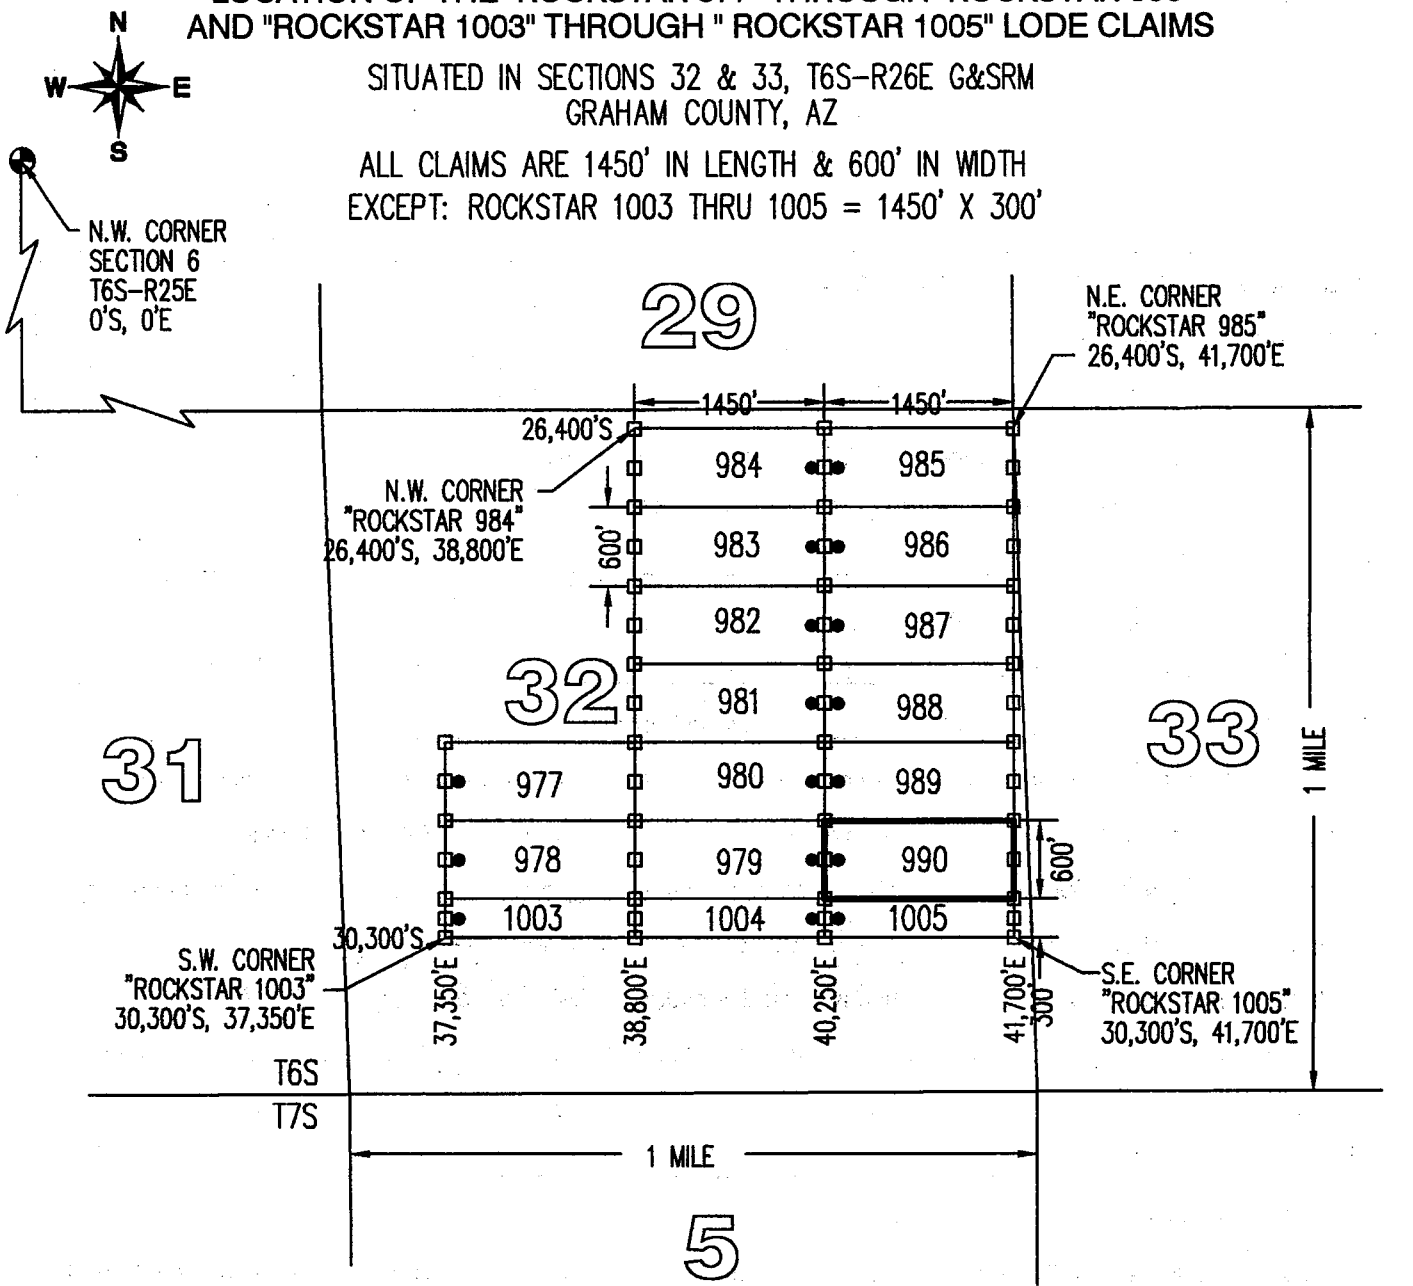 AND "ROCKSTAR 1003" THROUGH " ROCKSTAR 1005" LODE CLAIMS
N
W E
S
SITUATED IN SECTIONS 32 & 33, T6S-R26E G&SRM
GRAHAM COUNTY, AZ
ALL CLAIMS ARE 1450' IN LENGTH & 600' IN WIDTH
EXCEPT: ROCKSTAR 1003 THRU 1005 = 1450' X 300'
N.W. CORNER
SECTION 6
T6S-R25E
0'S, 0'E
29
N.E. CORNER
"ROCKSTAR 985"
26,400'S, 41,700'E
1450' 1450'
26,400'S
984 985
N.W. CORNER
"ROCKSTAR 984"
26,400'S, 38,800'E
600'
983 986
982 987
32
981 988
31
33
1 MILE
977 980 989
978 979 990
600'
1003 1004 1005
30,300'S
S.W. CORNER
"ROCKSTAR 1003"
30,300'S, 37,350'E
37,350'E
38,800'E
40,250'E
41,700'E
300'
S.E. CORNER
"ROCKSTAR 1005"
30,300'S, 41,700'E
T6S
T7S
1 MILE
5